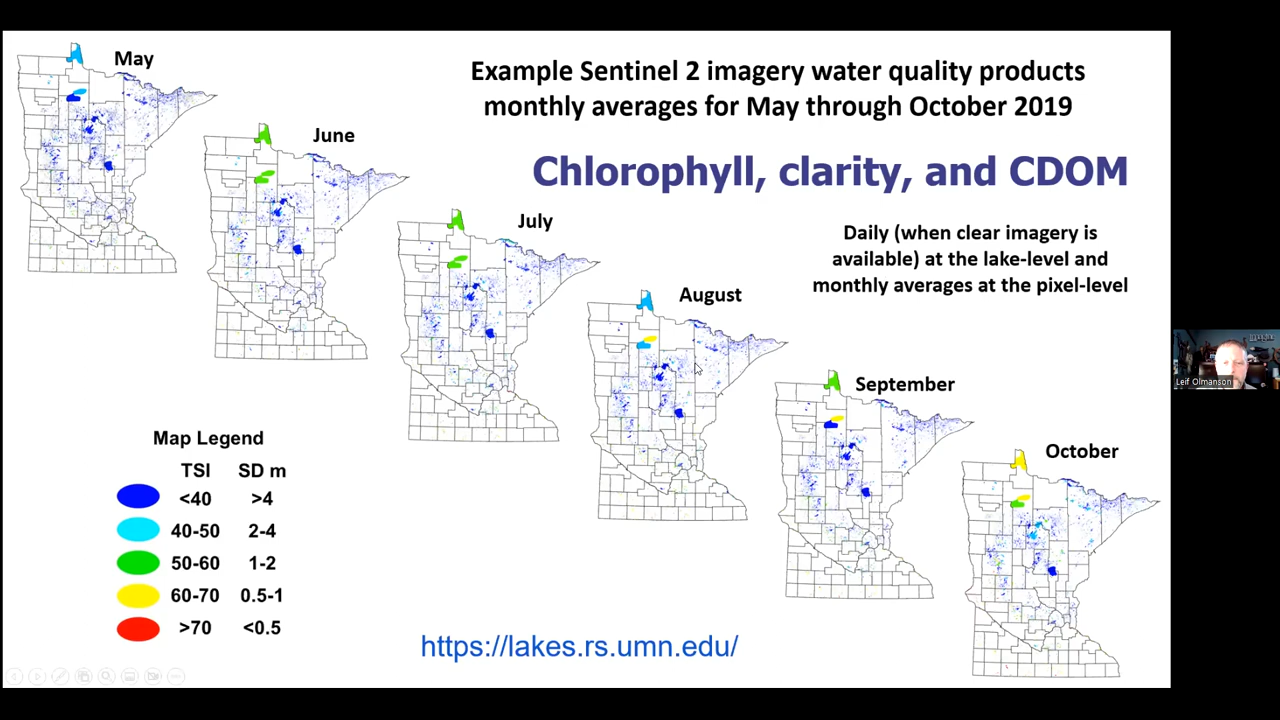 Example Sentinel 2 imagery water quality products
monthly averages for May through October 2019
Chlorophyll, clarity, and CDOM
Daily (when clear imagery is
available) at the lake-level and
monthly averages at the pixel-level
May
June
July
August
September
October
Map Legend
TSI SD m
<40 >4
40-50 2-4
50-60 1-2
60-70 0.5-1
>70 <0.5
https://lakes.rs.umn.edu/
Leif Olmanson